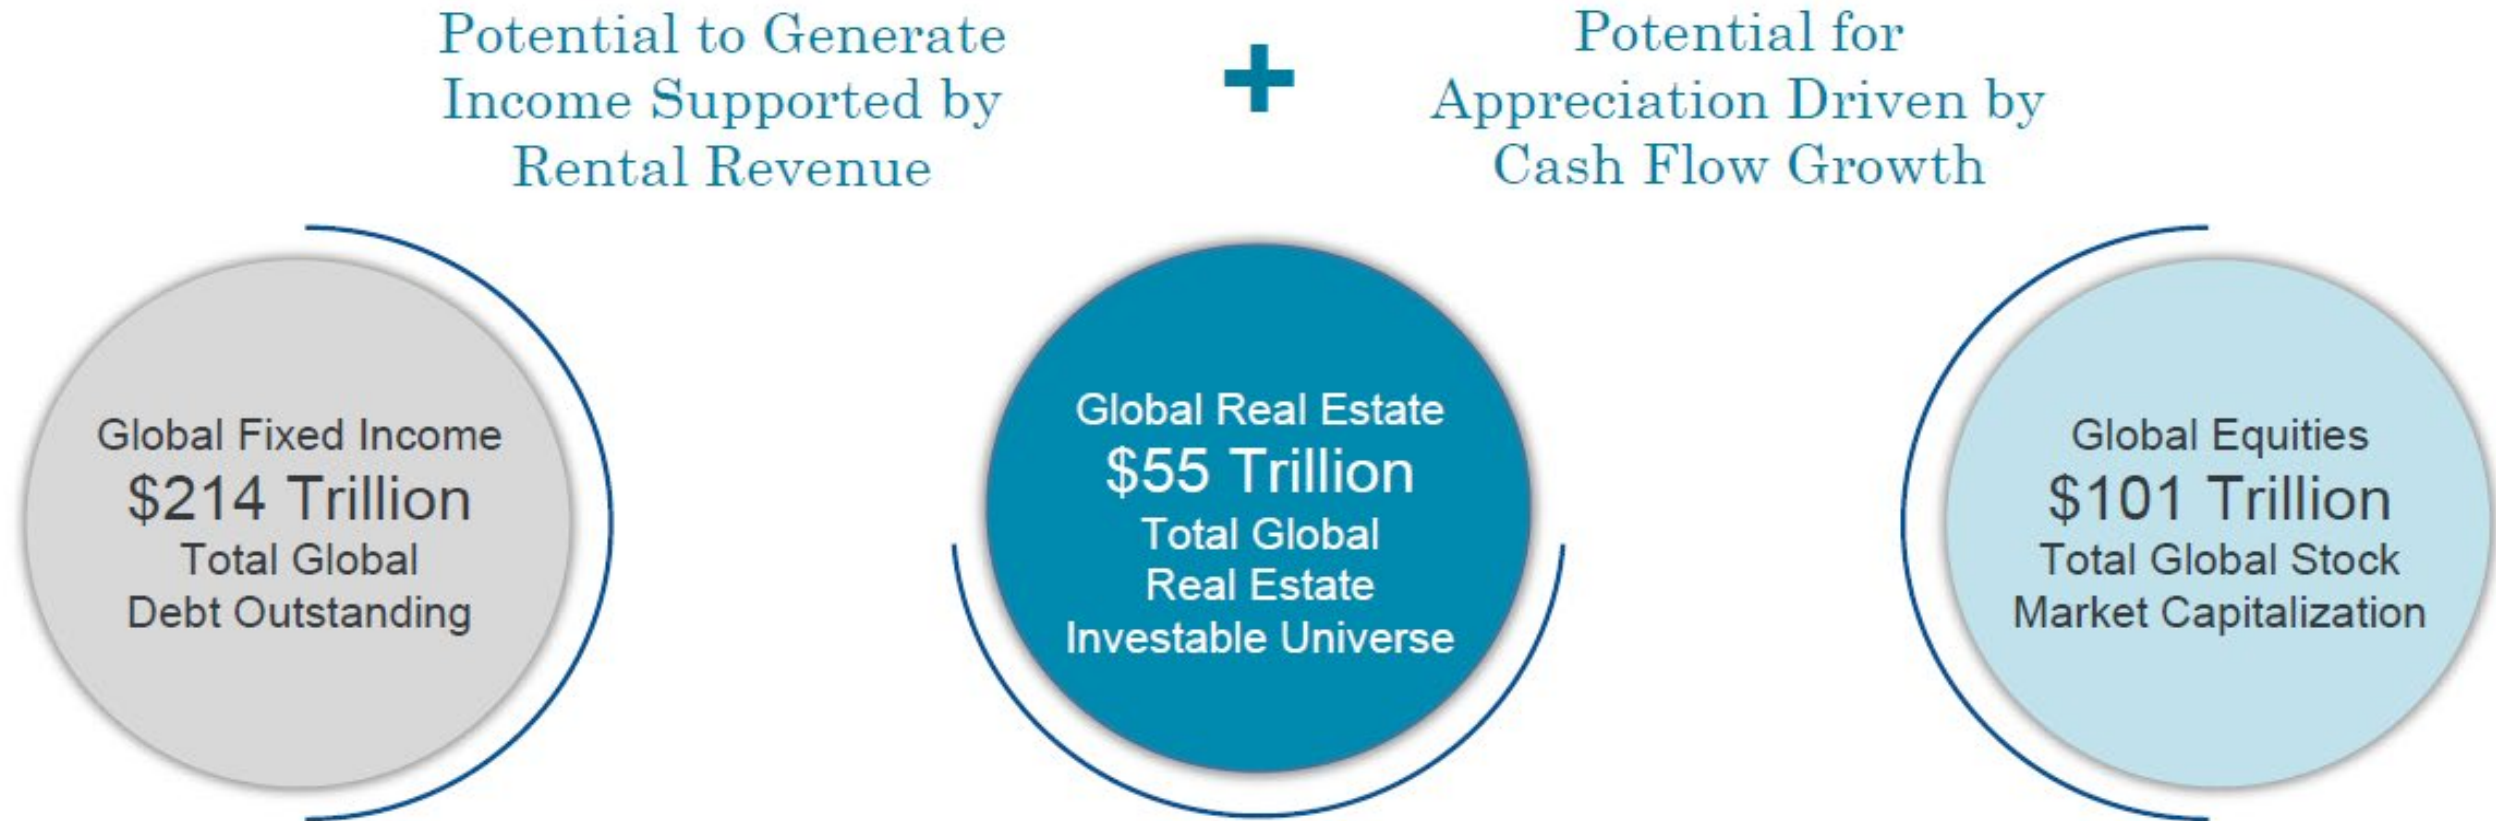 Potential to Generate
Income Supported by
Rental Revenue
+
Potential for
Appreciation Driven by
Cash Flow Growth
Global Fixed Income
$214 Trillion
Total Global
Debt Outstanding
Global Real Estate
$55 Trillion
Total Global
Real Estate
Investable Universe
Global Equities
$101 Trillion
Total Global Stock
Market Capitalization